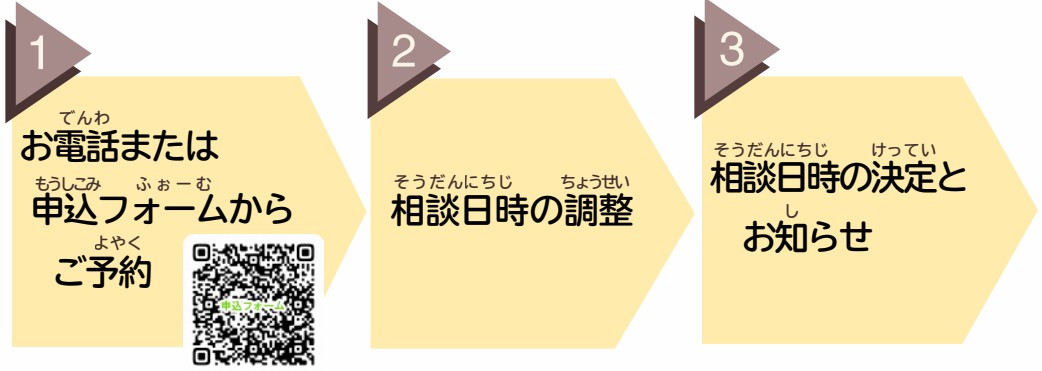 1
でんわ
お電話または
もうしこみ ふぉーむ
申込フォームから
よやく
ご予約
申込フォーム
2
そうだんにちじ ちょうせい
相談日時の調整
3
そうだんにちじ けってい
相談日時の決定と
し
お知らせ